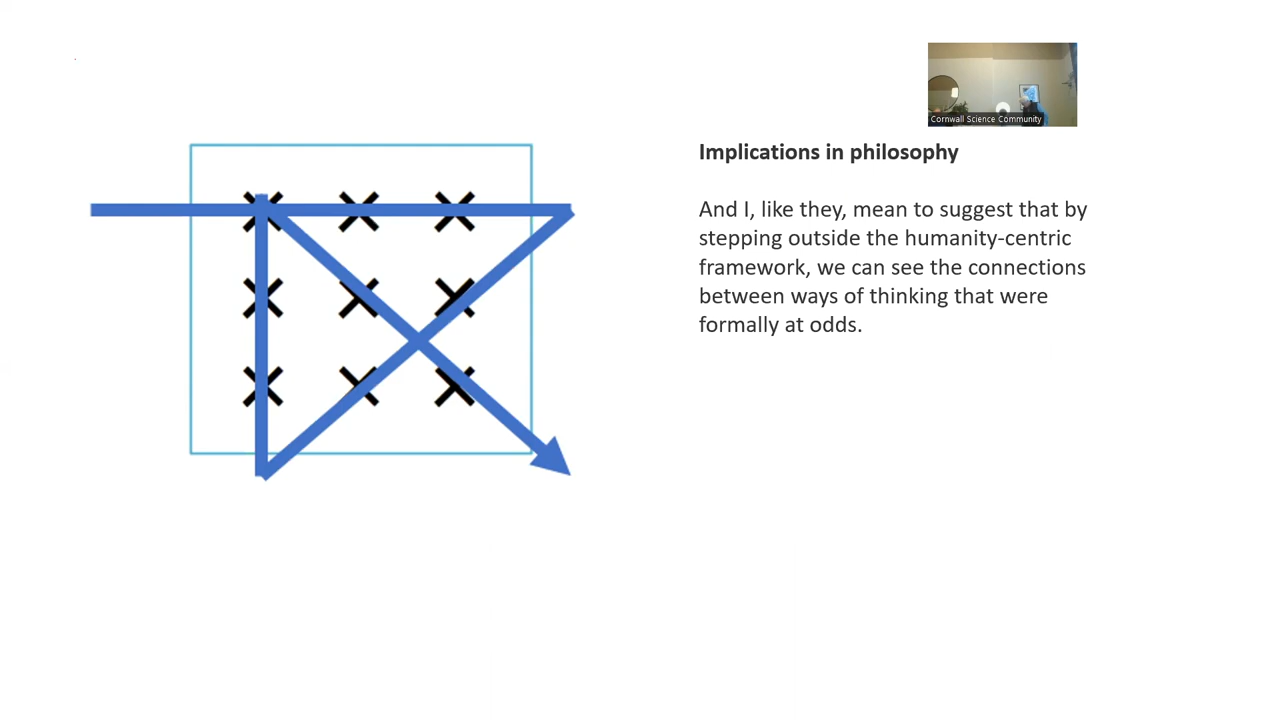 Cornwall Science Community
Implications in philosophy
And I, like they, mean to suggest that by
stepping outside the humanity-centric
framework, we can see the connections
between ways of thinking that were
formally at odds.